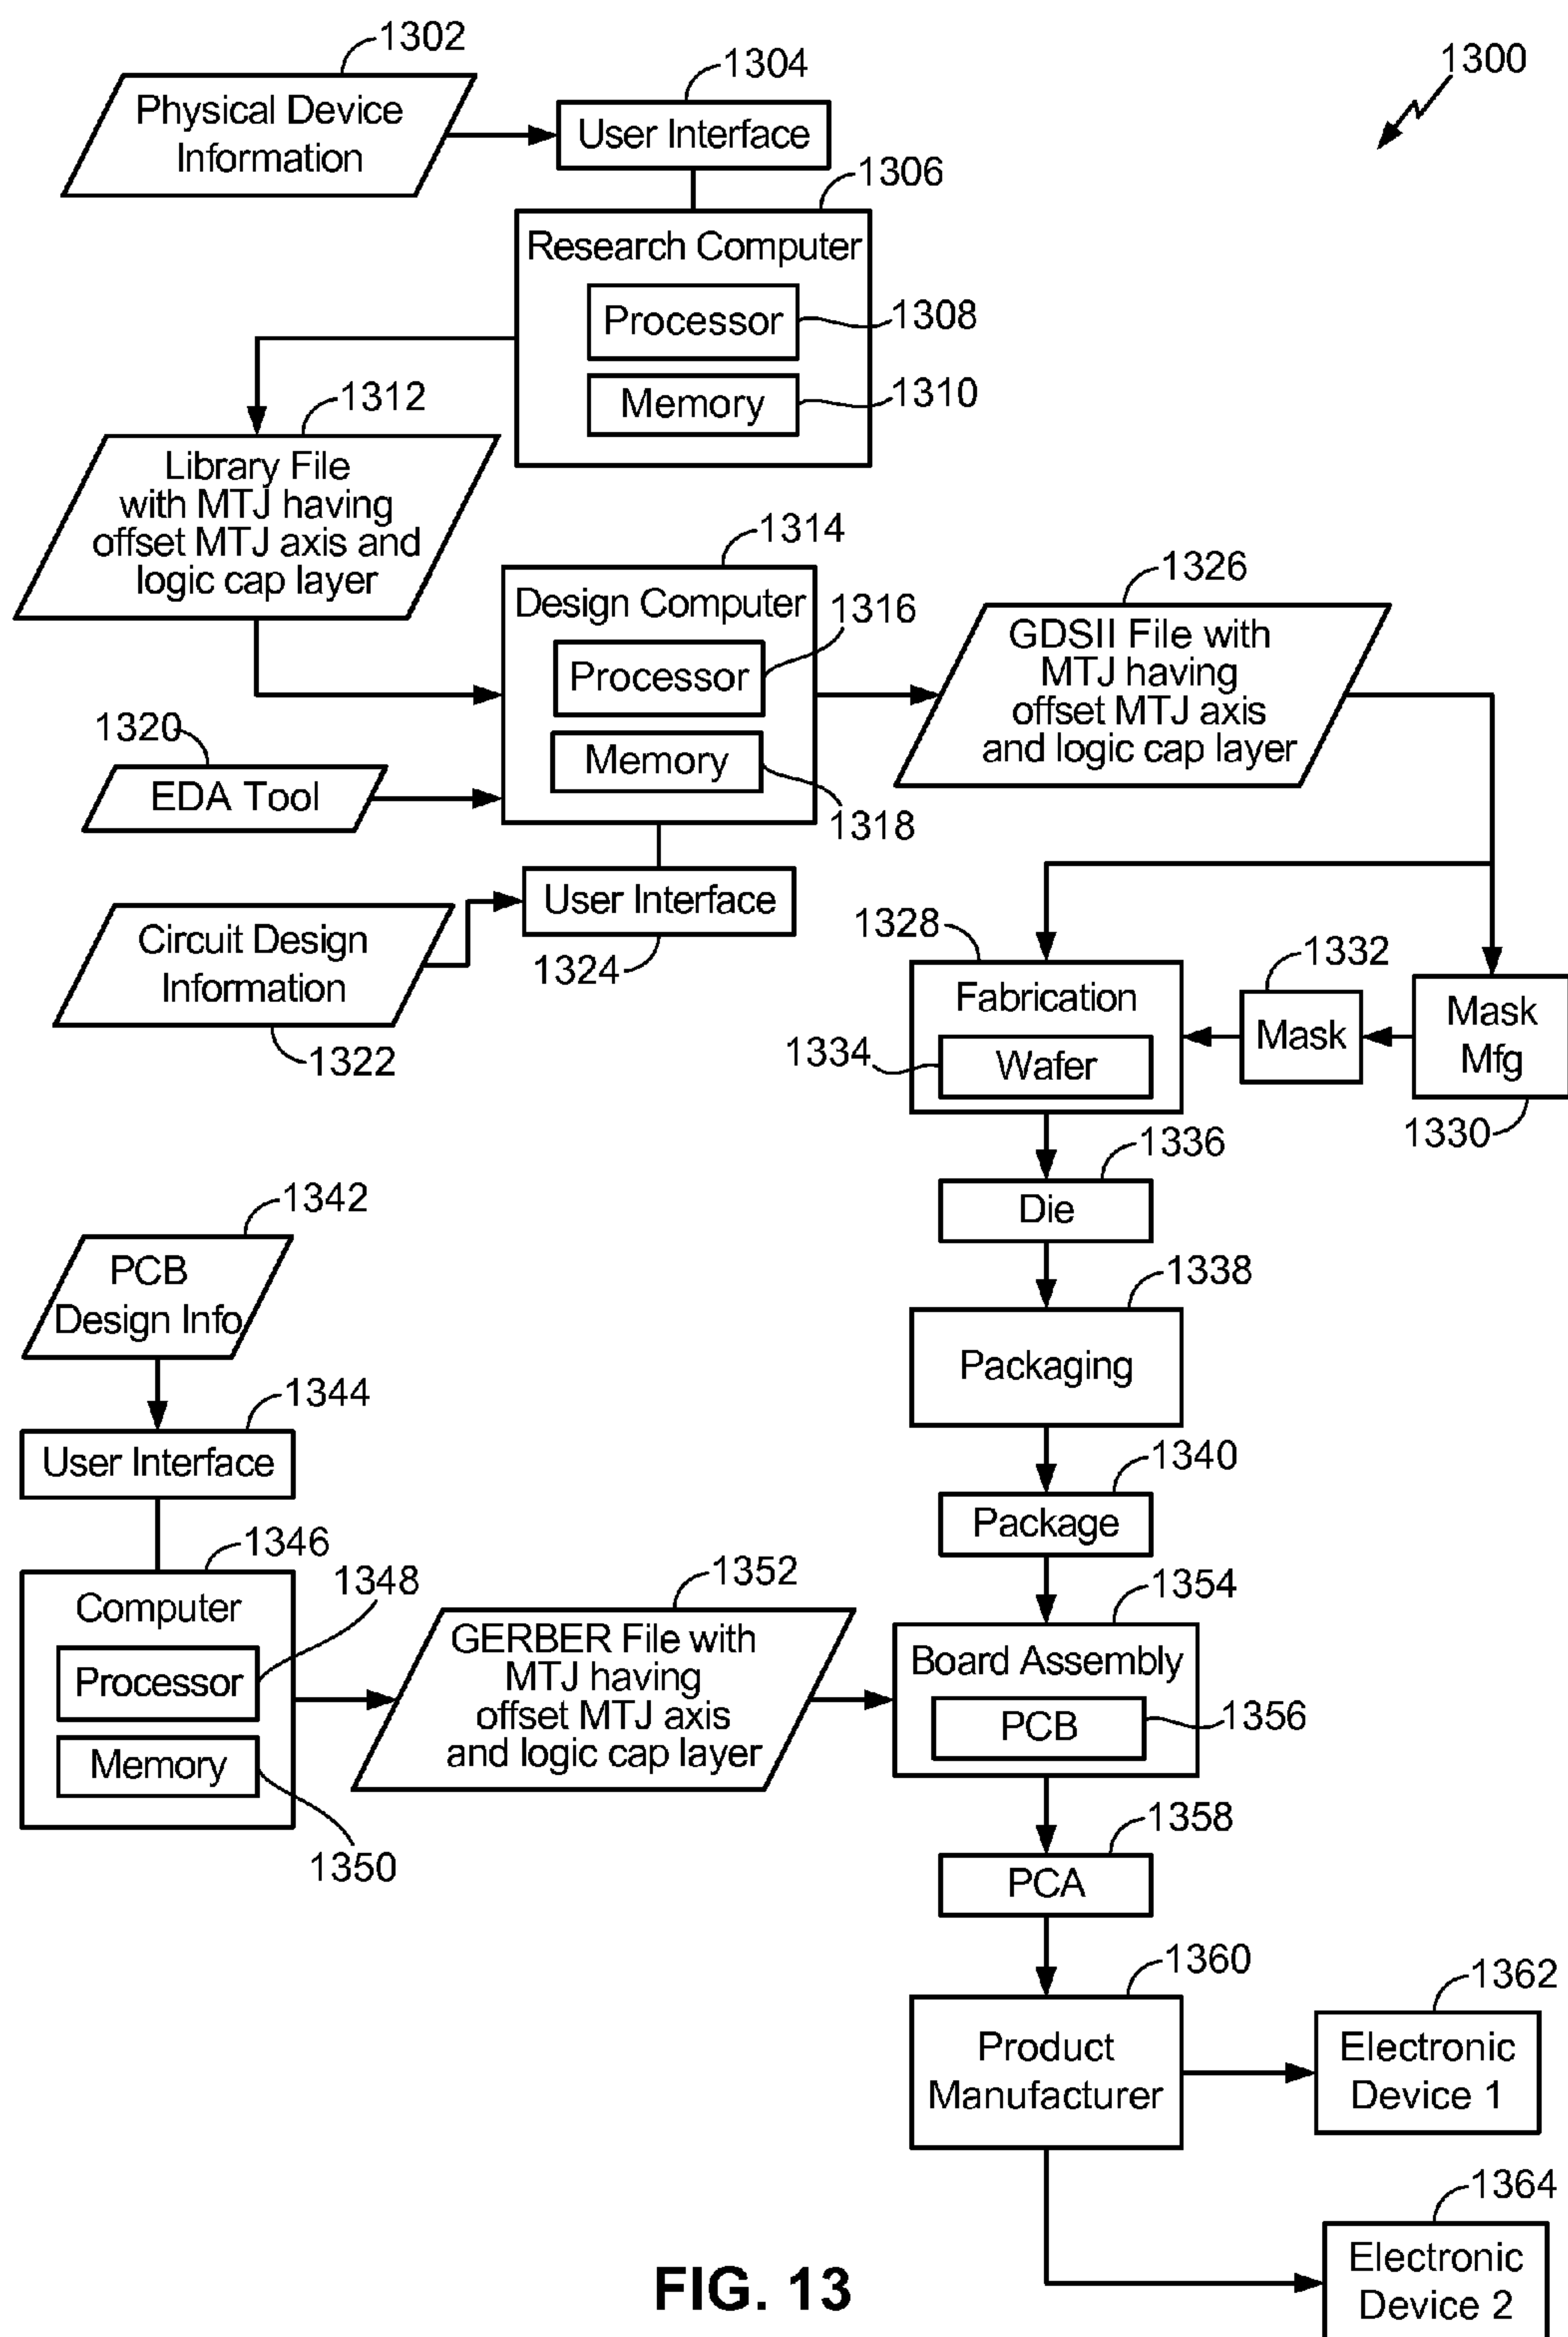 1302
1304
1300
Physical Device
Information
User Interface
1306
Research Computer
Processor
1308
Memory
1310
1312
Library File
with MTJ having
offset MTJ axis and
logic cap layer
1314
1326
Design Computer
1316
GDSII File with
MTJ having
offset MTJ axis
and logic cap layer
Processor
1320
Memory
EDA Tool
1318
User Interface
1328
Circuit Design
Information
1324
1332
Fabrication
Mask
Mask
Mfg
1322
1334
Wafer
1330
1336
Die
1342
PCB
Design Info
1338
Packaging
1344
User Interface
1340
Package
1346
1348
1352
1354
Computer
Processor
Memory
GERBER File with
MTJ having
offset MTJ axis
and logic cap layer
Board Assembly
PCB
1356
1350
1358
PCA
1360
1362
Product
Manufacturer
Electronic
Device 1
1364
Electronic
Device 2
FIG. 13